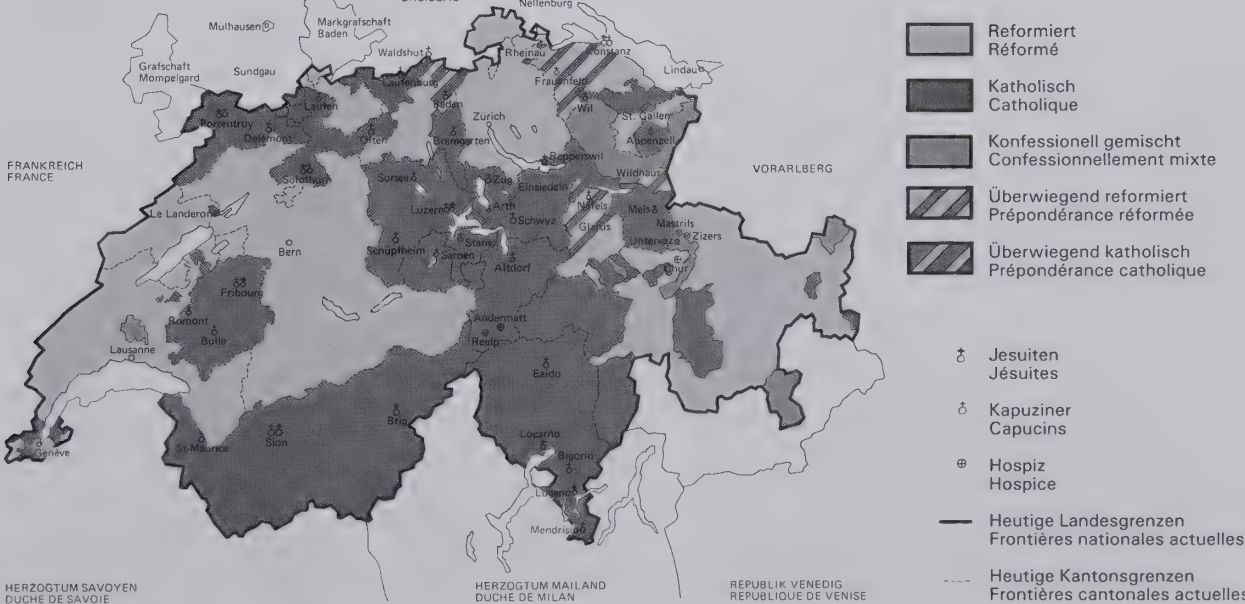 Nellenburg
Mulhausen
Markgrafschaft
Baden
Waldshut
Rheinau
Konstanz
Grafschaft
Mompelgard
Sundgau
Laufenburg
Frauenfeld
Lindau
Laufen
Baden
Wil
Porrentruy
Delémont
Olten
Zürich
St. Gallen
Bremgarten
Appenzell
FRANKREICH
FRANCE
Rapperswil
VORARLBERG
Solothurn
Sursee
Zug
Einsiedeln
Wildhaus
Le Landeron
Luzern
Arth
Näfels
Mels
Schwyz
Glarus
Mastrils
Bern
Stans
Untervaz
Zizers
Schüpfheim
Sarnen
Altdorf
Chur
Fribourg
Romont
Andermatt
Bulle
Realp
Lausanne
Faido
Brig
St-Maurice
Sion
Locarno
Genève
Bigorio
Lugano
Mendrisio
HERZOGTUM SAVOYEN
DUCHE DE SAVOIE
HERZOGTUM MAILAND
DUCHE DE MILAN
REPUBLIK VENEDIG
REPUBLIQUE DE VENISE
Reformiert
Réformé
Katholisch
Catholique
Konfessionell gemischt
Confessionnellement mixte
Überwiegend reformiert
Prépondérance réformée
Überwiegend katholisch
Prépondérance catholique
Jesuiten
Jésuites
Kapuziner
Capucins
Hospiz
Hospice
Heutige Landesgrenzen
Frontières nationales actuelles
Heutige Kantonsgrenzen
Frontières cantonales actuelles